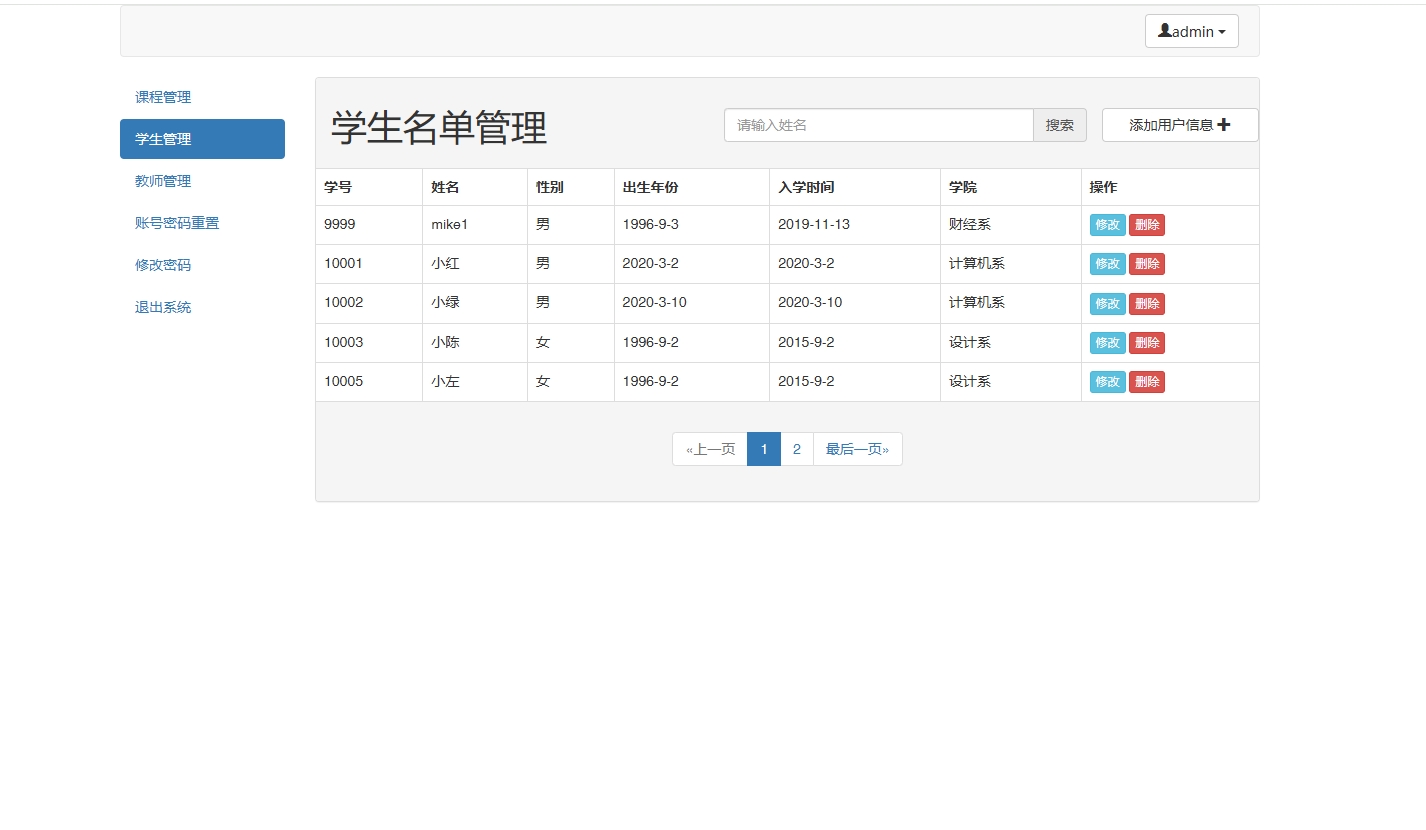 admin
课程管理
学生管理
教师管理
账号密码重置
修改密码
退出系统
学生名单管理
请输入姓名 搜索 添加用户信息
学号 姓名 性别 出生年份 入学时间 学院 操作
9999 mike1 男 1996-9-3 2019-11-13 财经系 修改 删除
10001 小红 男 2020-3-2 2020-3-2 计算机系 修改 删除
10002 小绿 男 2020-3-10 2020-3-10 计算机系 修改 删除
10003 小陈 女 1996-9-2 2015-9-2 设计系 修改 删除
10005 小左 女 1996-9-2 2015-9-2 设计系 修改 删除
«上一页 1 2 最后一页»